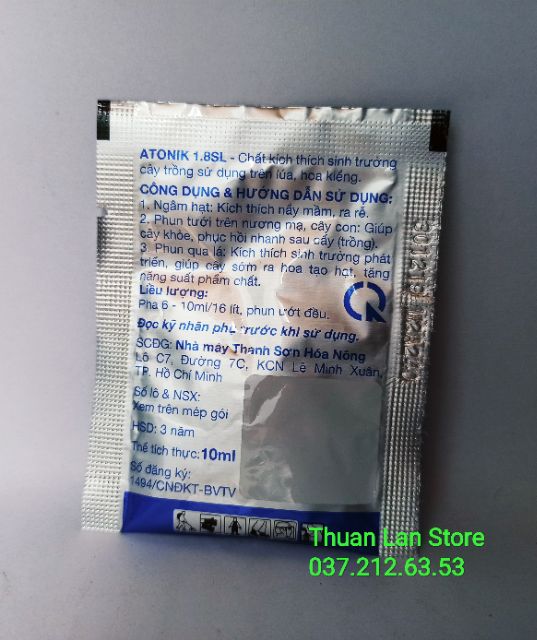 ATONIK 1.8SL - Chất kích thích sinh trưởng
cây trồng sử dụng trên lúa, hoa kiểng.
CÔNG DỤNG & HƯỚNG DẪN SỬ DỤNG:
1. Ngâm hạt: Kích thích nẩy mầm, ra rễ.
2. Phun tưới trên nương mạ, cây con: Giúp
cây khỏe, phục hồi nhanh sau cấy (trồng).
3. Phun qua lá: Kích thích sinh trưởng phát
triển, giúp cây sớm ra hoa tạo hạt, tăng
năng suất phẩm chất.
Liều lượng:
Pha 6 - 10ml/16 lít, phun ướt đều.
Đọc kỹ nhãn phụ trước khi sử dụng.
SCĐG: Nhà máy Thanh Sơn Hóa Nông
Lô C7, Đường 7C, KCN Lê Minh Xuân,
TP. Hồ Chí Minh
Số lô & NSX:
Xem trên mép gói
HSD: 3 năm
Thể tích thực: 10ml
Số đăng ký:
1494/CNĐKT-BVTV
Thuan Lan Store
037.212.63.53